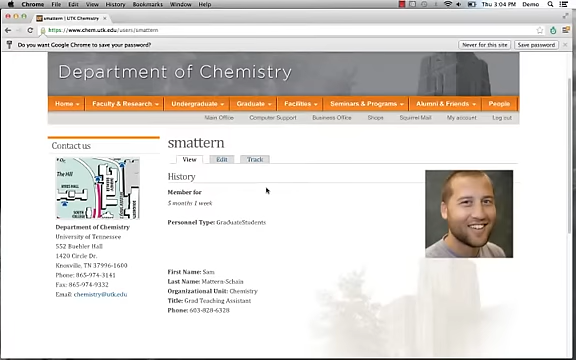 Chrome File Edit View History Bookmarks Window Help Thu 3:04 PM Demo
smattern | UTK Chemistry
https://www.chem.utk.edu/users/smattern
Do you want Google Chrome to save your password? Never for this site Save password
Department of Chemistry
Home Faculty & Research Undergraduate Graduate Facilities Seminars & Programs Alumni & Friends People
Main Office Computer Support Business Office Shops Squirrel Mail My account Log out
Contact us
The Hill
Department of Chemistry
University of Tennessee
552 Buehler Hall
1420 Circle Dr.
Knoxville, TN 37996-1600
Phone: 865-974-3141
Fax: 865-974-9332
Email: chemistry@utk.edu
smattern
View Edit Track
History
Member for
5 months 1 week
Personnel Type: GraduateStudents
First Name: Sam
Last Name: Mattern-Schain
Organizational Unit: Chemistry
Title: Grad Teaching Assistant
Phone: 603-828-6328